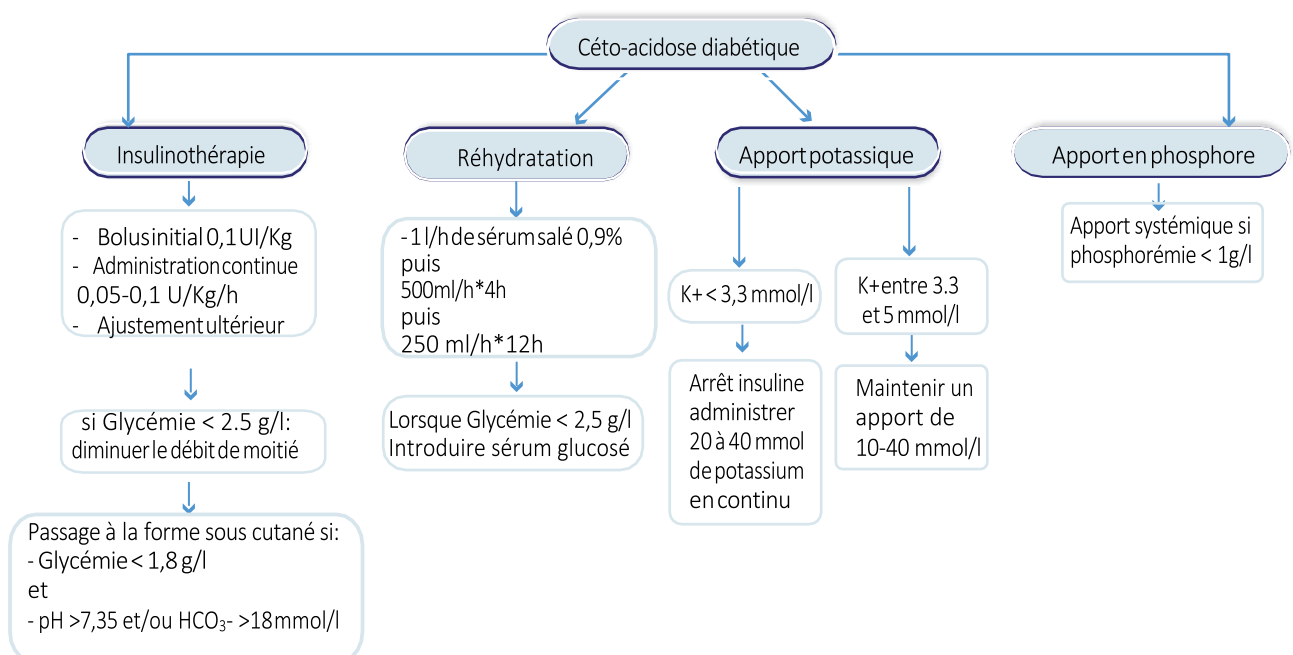 Céto-acidose diabétique
Insulinothérapie
Réhydratation
Apport potassique
Apport en phosphore
- Bolus initial 0,1UI/Kg
- Administration continue
0,05-0,1 U/Kg/h
- Ajustement ultérieur
si Glycémie < 2.5 g/l:
diminuer le débit de moitié
Passage à la forme sous cutané si:
- Glycémie < 1,8 g/l
et
- pH >7,35 et/ou HCO₃- >18mmol/l
- 1 l/h de sérum salé 0,9%
puis
500ml/h*4h
puis
250 ml/h*12h
Lorsque Glycémie < 2,5 g/l
Introduire sérum glucosé
K+ < 3,3 mmol/l
Arrêt insuline
administrer
20 à 40 mmol
de potassium
en continu
K+entre 3.3
et 5 mmol/l
Maintenir un
apport de
10-40 mmol/l
Apport systémique si
phosphorémie < 1g/l